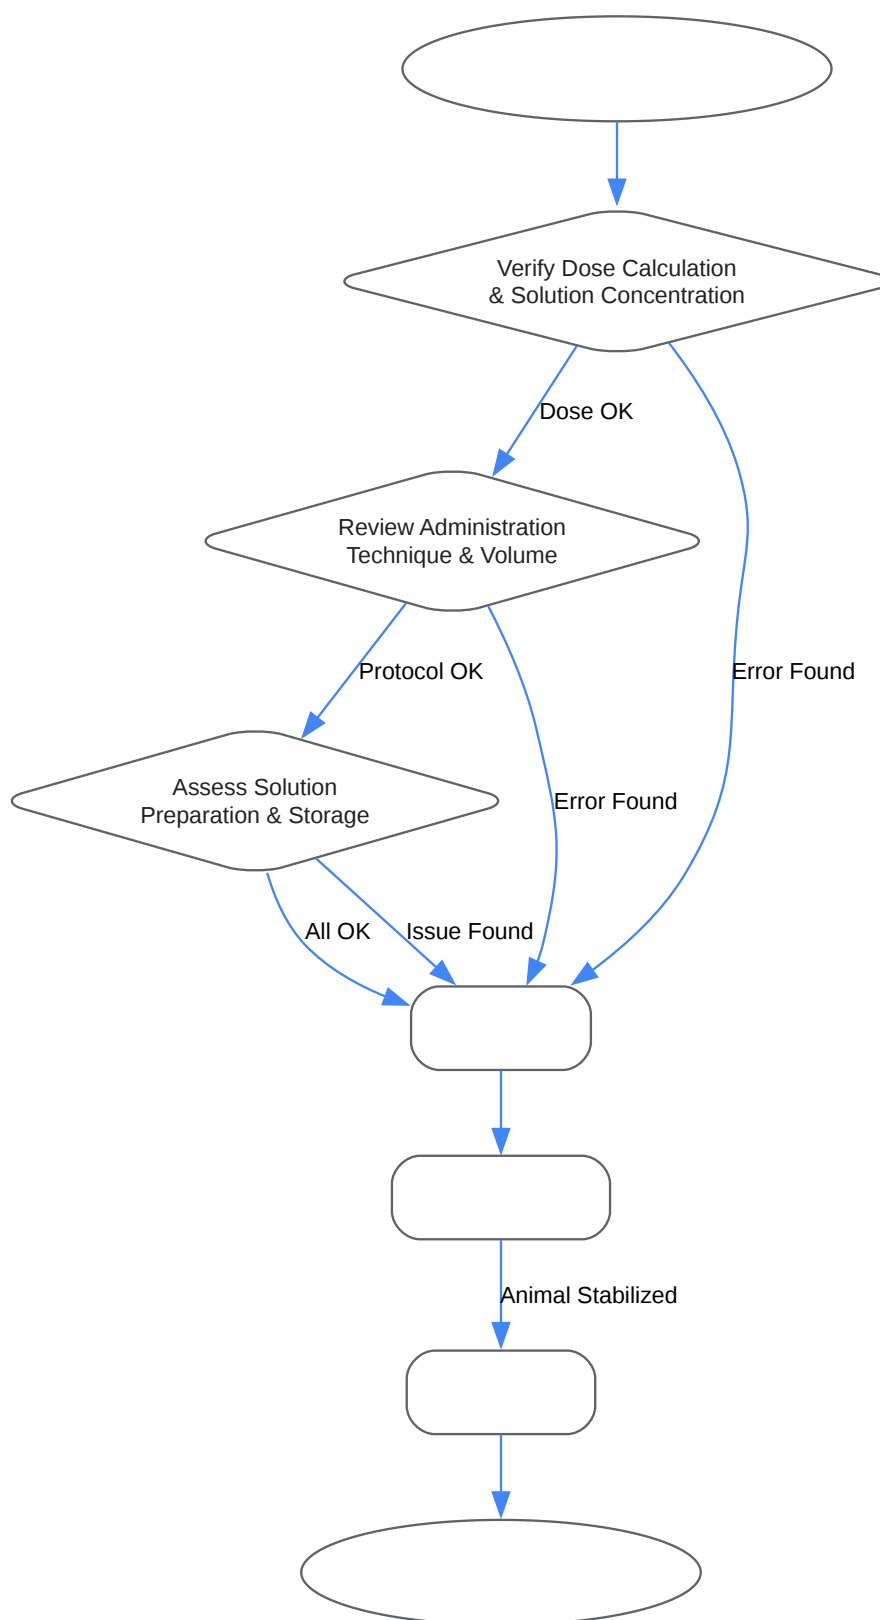 Verify Dose Calculation
& Solution Concentration
Dose OK
Review Administration
Technique & Volume
Protocol OK
Error Found
Assess Solution
Preparation & Storage
Error Found
All OK
Issue Found
Animal Stabilized